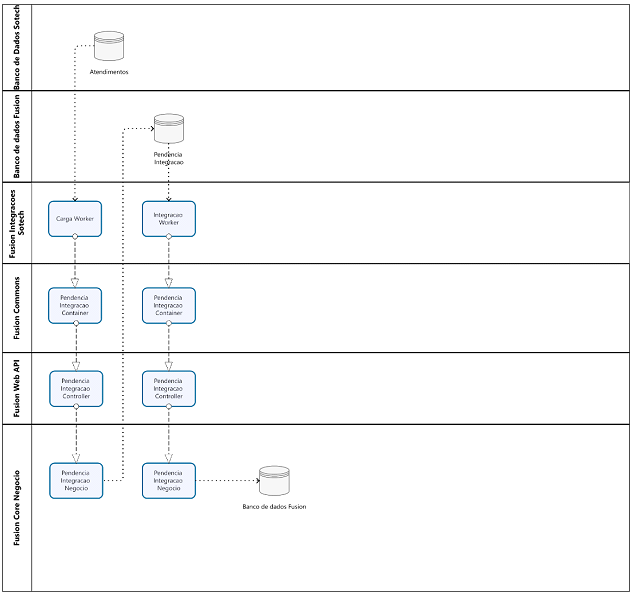 Banco de Dados Sotech
Atendimentos
Banco de dados Fusion
Pendencia
Integracao
Fusion Integracoes
Sotech
Carga Worker
Integracao
Worker
Fusion Commons
Pendencia
Integracao
Container
Pendencia
Integracao
Container
Fusion Web API
Pendencia
Integracao
Controller
Pendencia
Integracao
Controller
Fusion Core Negocio
Pendencia
Integracao
Negocio
Pendencia
Integracao
Negocio
Banco de dados Fusion